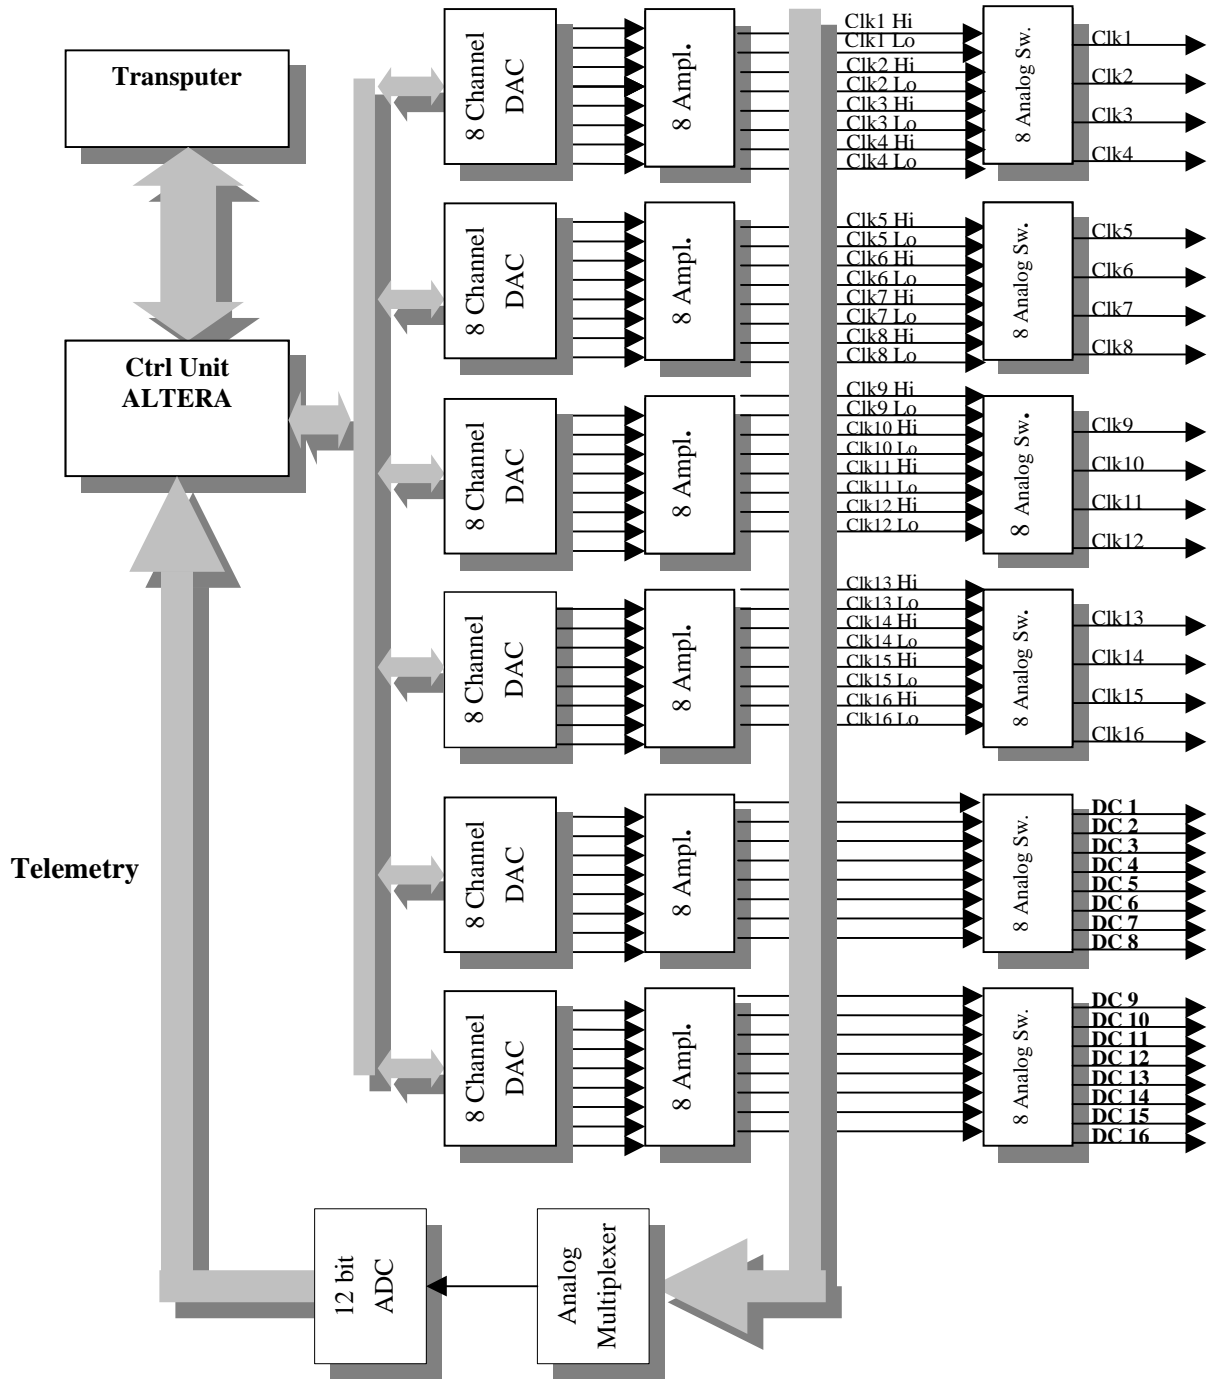 Transputer
Ctrl Unit
ALTERA
Telemetry
8 Channel
DAC
8 Ampl.
Clk1 Hi
Clk1 Lo
Clk2 Hi
Clk2 Lo
Clk3 Hi
Clk3 Lo
Clk4 Hi
Clk4 Lo
8 Analog Sw.
Clk1
Clk2
Clk3
Clk4
8 Channel
DAC
8 Ampl.
Clk5 Hi
Clk5 Lo
Clk6 Hi
Clk6 Lo
Clk7 Hi
Clk7 Lo
Clk8 Hi
Clk8 Lo
8 Analog Sw.
Clk5
Clk6
Clk7
Clk8
8 Channel
DAC
8 Ampl.
Clk9 Hi
Clk9 Lo
Clk10 Hi
Clk10 Lo
Clk11 Hi
Clk11 Lo
Clk12 Hi
Clk12 Lo
8 Analog Sw.
Clk9
Clk10
Clk11
Clk12
8 Channel
DAC
8 Ampl.
Clk13 Hi
Clk13 Lo
Clk14 Hi
Clk14 Lo
Clk15 Hi
Clk15 Lo
Clk16 Hi
Clk16 Lo
8 Analog Sw.
Clk13
Clk14
Clk15
Clk16
8 Channel
DAC
8 Ampl.
8 Analog Sw.
DC 1
DC 2
DC 3
DC 4
DC 5
DC 6
DC 7
DC 8
8 Channel
DAC
8 Ampl.
8 Analog Sw.
DC 9
DC 10
DC 11
DC 12
DC 13
DC 14
DC 15
DC 16
12 bit
ADC
Analog
Multiplexer